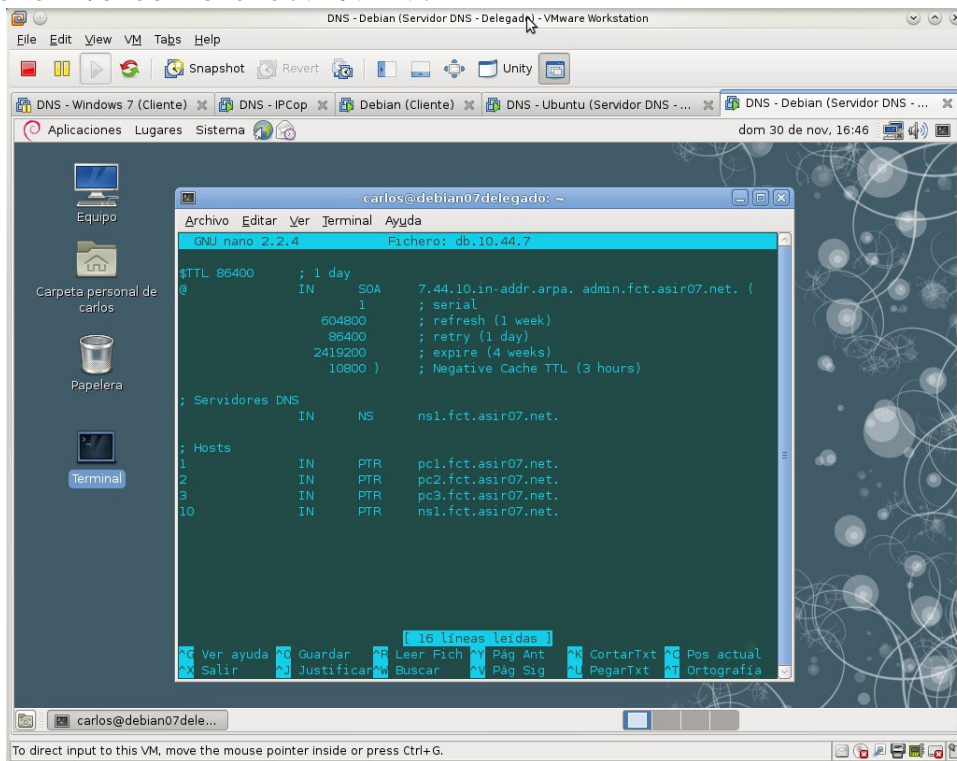 DNS - Debian (Servidor DNS - Delegado) - VMware Workstation
File Edit View VM Tabs Help
Snapshot Revert Unity
DNS - Windows 7 (Cliente) DNS - IPCop Debian (Cliente) DNS - Ubuntu (Servidor DNS - ... DNS - Debian (Servidor DNS - ...
Aplicaciones Lugares Sistema dom 30 de nov, 16:46
Equipo
Carpeta personal de
carlos
Papelera
Terminal
carlos@debian07delegado: ~
Archivo Editar Ver Terminal Ayuda
GNU nano 2.2.4 Fichero: db.10.44.7
$TTL 86400 ; 1 day
@ IN SOA 7.44.10.in-addr.arpa. admin.fct.asir07.net. (
1 ; serial
604800 ; refresh (1 week)
86400 ; retry (1 day)
2419200 ; expire (4 weeks)
10800 ) ; Negative Cache TTL (3 hours)
; Servidores DNS
IN NS ns1.fct.asir07.net.
; Hosts
1 IN PTR pc1.fct.asir07.net.
2 IN PTR pc2.fct.asir07.net.
3 IN PTR pc3.fct.asir07.net.
10 IN PTR ns1.fct.asir07.net.
[ 16 líneas leídas ]
^G Ver ayuda ^O Guardar ^R Leer Fich ^Y Pág Ant ^K CortarTxt ^C Pos actual
^X Salir ^J Justificar ^W Buscar ^V Pág Sig ^U PegarTxt ^T Ortografía
carlos@debian07dele...
To direct input to this VM, move the mouse pointer inside or press Ctrl+G.